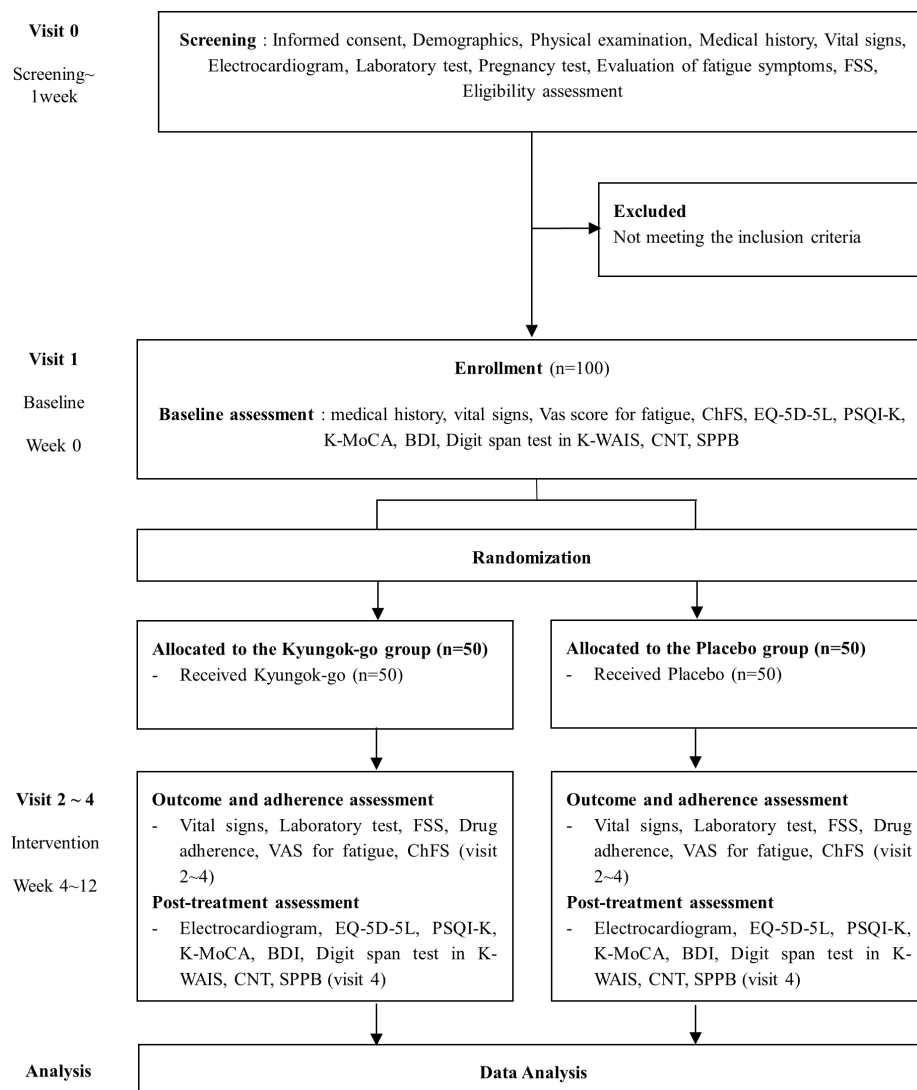 Visit 0
Screening~
1week
Screening : Informed consent, Demographics, Physical examination, Medical history, Vital signs,
Electrocardiogram, Laboratory test, Pregnancy test, Evaluation of fatigue symptoms, FSS,
Eligibility assessment
Excluded
Not meeting the inclusion criteria
Visit 1
Baseline
Week 0
Enrollment (n=100)
Baseline assessment : medical history, vital signs, Vas score for fatigue, ChFS, EQ-5D-5L, PSQI-K,
K-MoCA, BDI, Digit span test in K-WAIS, CNT, SPPB
Randomization
Allocated to the Kyungok-go group (n=50)
- Received Kyungok-go (n=50)
Allocated to the Placebo group (n=50)
- Received Placebo (n=50)
Visit 2 ~ 4
Intervention
Week 4~12
Outcome and adherence assessment
- Vital signs, Laboratory test, FSS, Drug
adherence, VAS for fatigue, ChFS (visit
2~4)
Post-treatment assessment
- Electrocardiogram, EQ-5D-5L, PSQI-K,
K-MoCA, BDI, Digit span test in K-
WAIS, CNT, SPPB (visit 4)
Outcome and adherence assessment
- Vital signs, Laboratory test, FSS, Drug
adherence, VAS for fatigue, ChFS (visit
2~4)
Post-treatment assessment
- Electrocardiogram, EQ-5D-5L, PSQI-K,
K-MoCA, BDI, Digit span test in K-
WAIS, CNT, SPPB (visit 4)
Analysis
Data Analysis